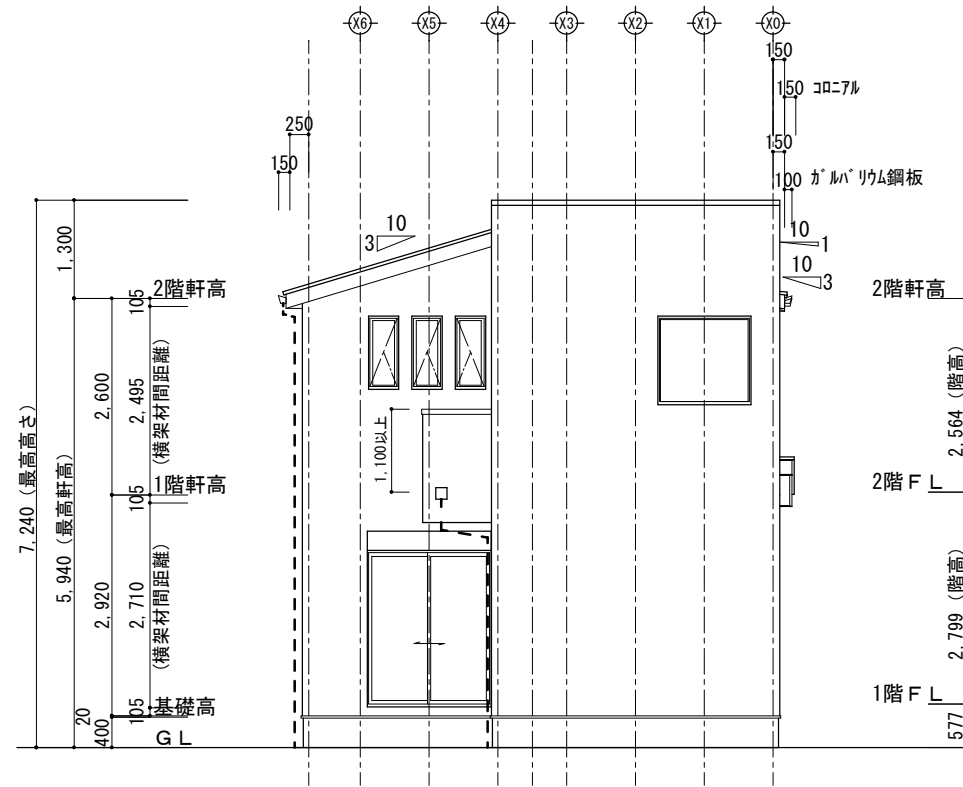 X6 X5 X4 X3 X2 X1 X0
150
150 コロニアル
250
150
150
100 ガルバリウム鋼板
10
3
10
1
10
3
1,300
105
2階軒高
2階軒高
7,240 (最高高さ)
5,940 (最高軒高)
2,600
2,495
(横架材間距離)
1,100以上
2,564 (階高)
1階軒高
105
2階ＦＬ
2,920
2,710
(横架材間距離)
2,799 (階高)
105
基礎高
1階ＦＬ
20
400
ＧＬ
577